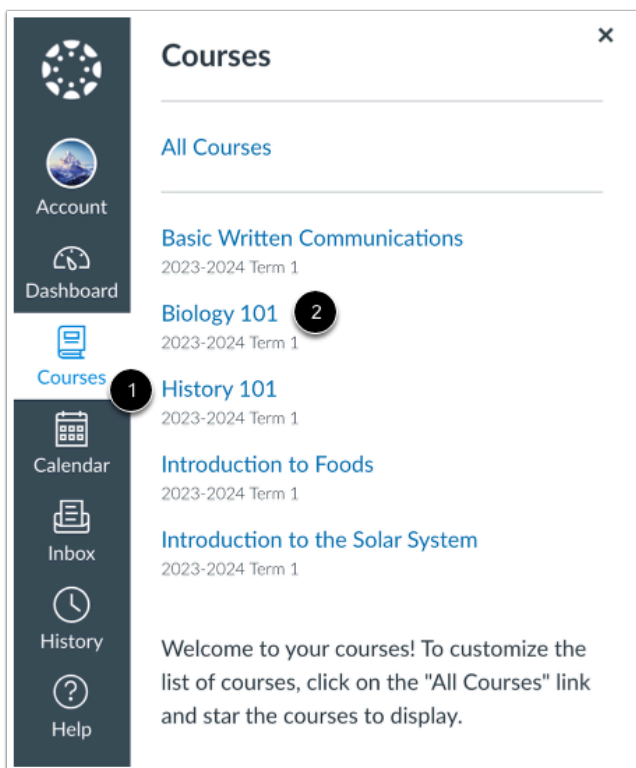 Courses
×
All Courses
Account
Dashboard
Courses
1
Calendar
Inbox
History
Help
Basic Written Communications
2023-2024 Term 1
Biology 101
2
2023-2024 Term 1
History 101
2023-2024 Term 1
Introduction to Foods
2023-2024 Term 1
Introduction to the Solar System
2023-2024 Term 1
Welcome to your courses! To customize the
list of courses, click on the "All Courses" link
and star the courses to display.